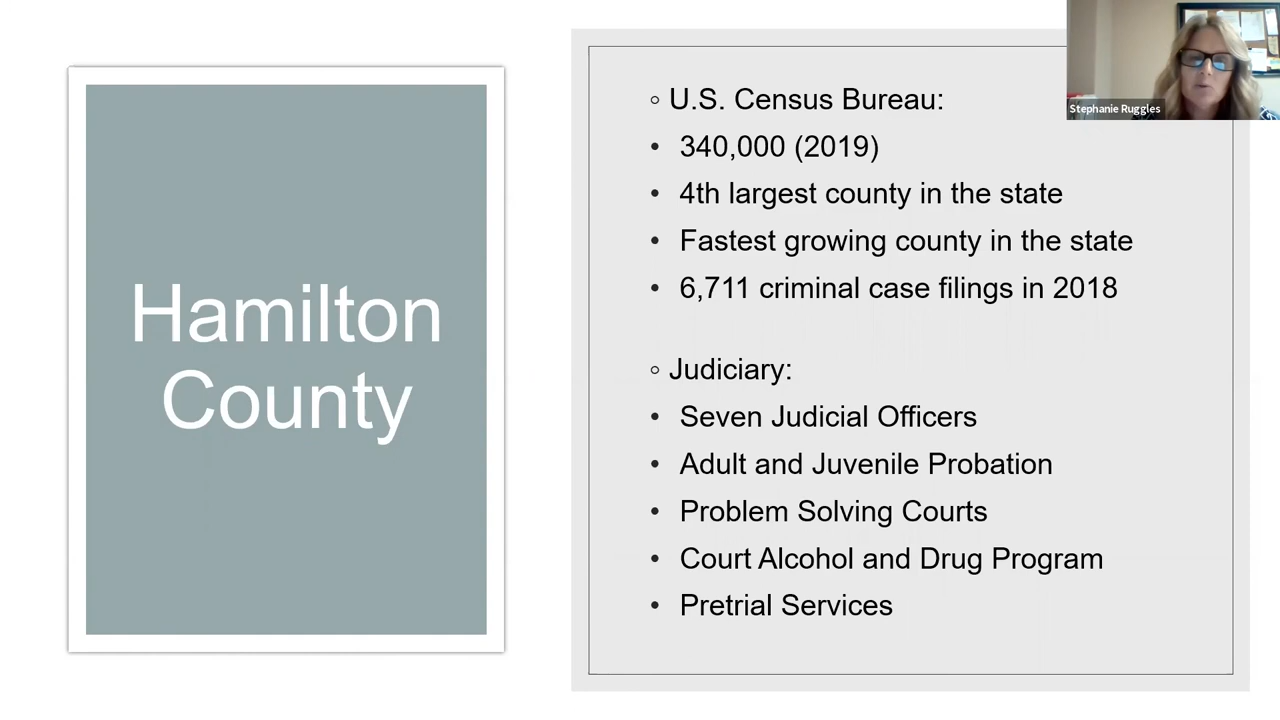 Hamilton
County
◦ U.S. Census Bureau:
• 340,000 (2019)
• 4th largest county in the state
• Fastest growing county in the state
• 6,711 criminal case filings in 2018
◦ Judiciary:
• Seven Judicial Officers
• Adult and Juvenile Probation
• Problem Solving Courts
• Court Alcohol and Drug Program
• Pretrial Services
Stephanie Ruggles